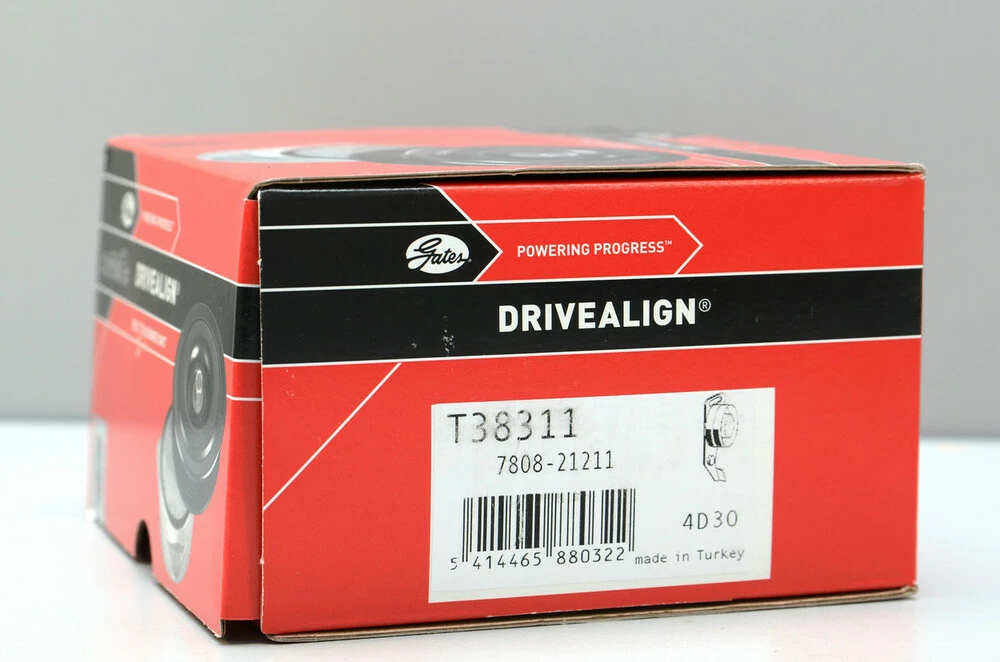 Gates
POWERING PROGRESS™
DRIVEALIGN®
T38311
7808-21211
4D30
5 414465 880322
made in Turkey
DRIVEALIGN®